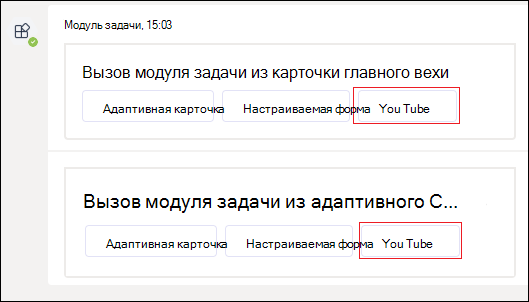 Модуль задачи, 15:03
Вызов модуля задачи из карточки главного вехи
Адаптивная карточка Настраиваемая форма You Tube
Вызов модуля задачи из адаптивного С...
Адаптивная карточка Настраиваемая форма You Tube